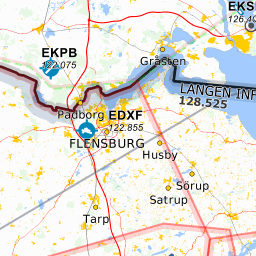 EKS
126.40
EKPB
122.075
Gråsten
LANGEN INF
128.525
Padborg
EDXF
122.855
FLENSBURG
Husby
Sörup
Satrup
Tarp